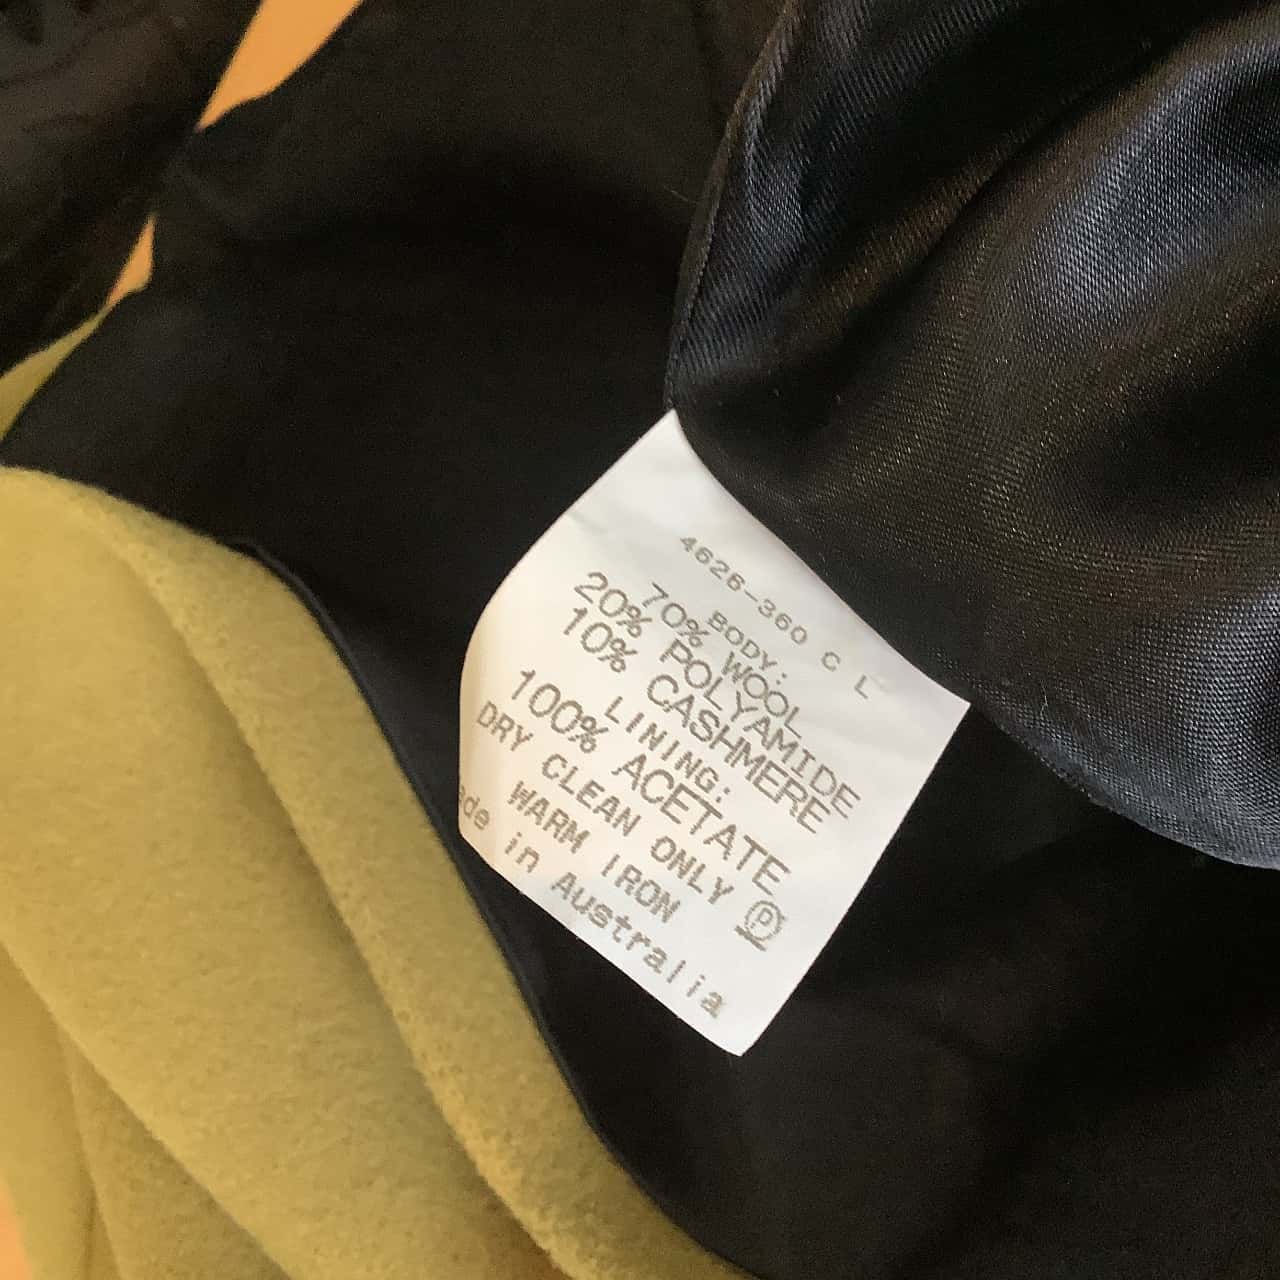 4626-360 C L
BODY:
70% WOOL
20% POLYAMIDE
10% CASHMERE
LINING:
100% ACETATE
DRY CLEAN ONLY Ⓟ
WARM IRON
ade in Australia